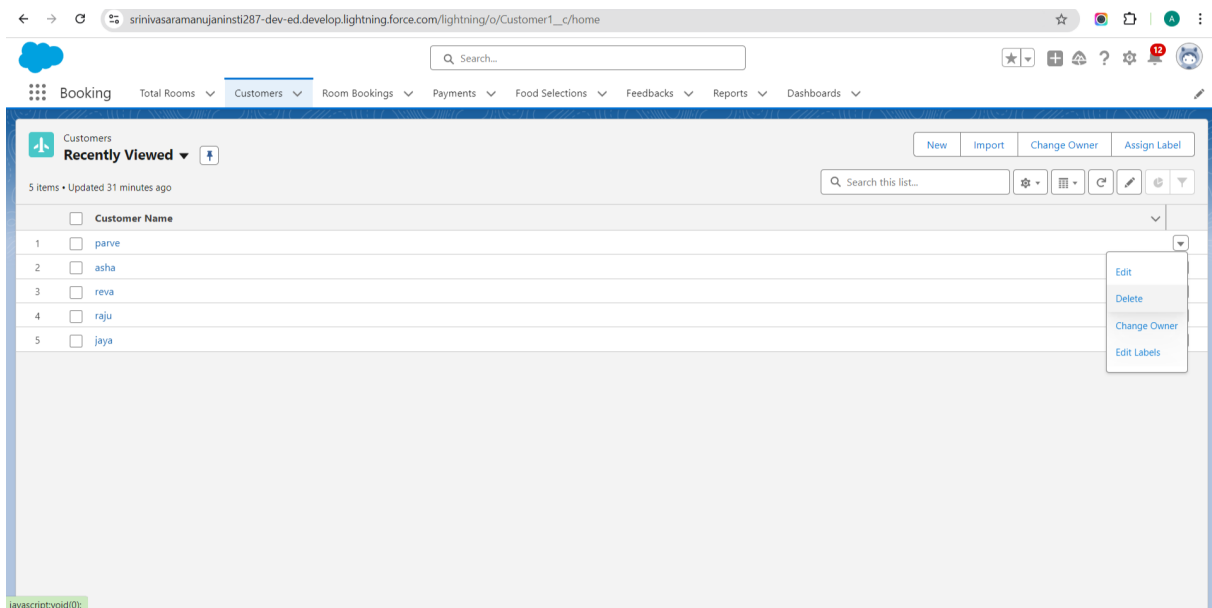 srinivasaramanujaninsti287-dev-ed.develop.lightning.force.com/lightning/o/Customer1__c/home
A
Search...
12
Booking Total Rooms Customers Room Bookings Payments Food Selections Feedbacks Reports Dashboards
Customers
Recently Viewed
New Import Change Owner Assign Label
5 items • Updated 31 minutes ago
Search this list...
Customer Name
1 parve
2 asha
3 reva
4 raju
5 jaya
Edit
Delete
Change Owner
Edit Labels
javascript:void(0);